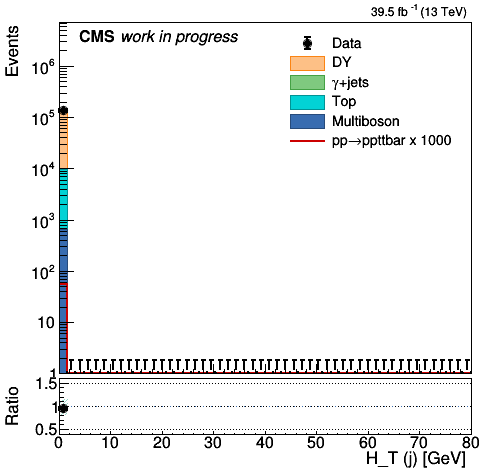 39.5 fb⁻¹ (13 TeV)
CMS work in progress
Events
Data
DY
γ+jets
Top
Multiboson
pp→ppttbar x 1000
10⁶
10⁵
10⁴
10³
10²
10
1
Ratio
1.5
1
0.5
0 10 20 30 40 50 60 70 80
H_T (j) [GeV]